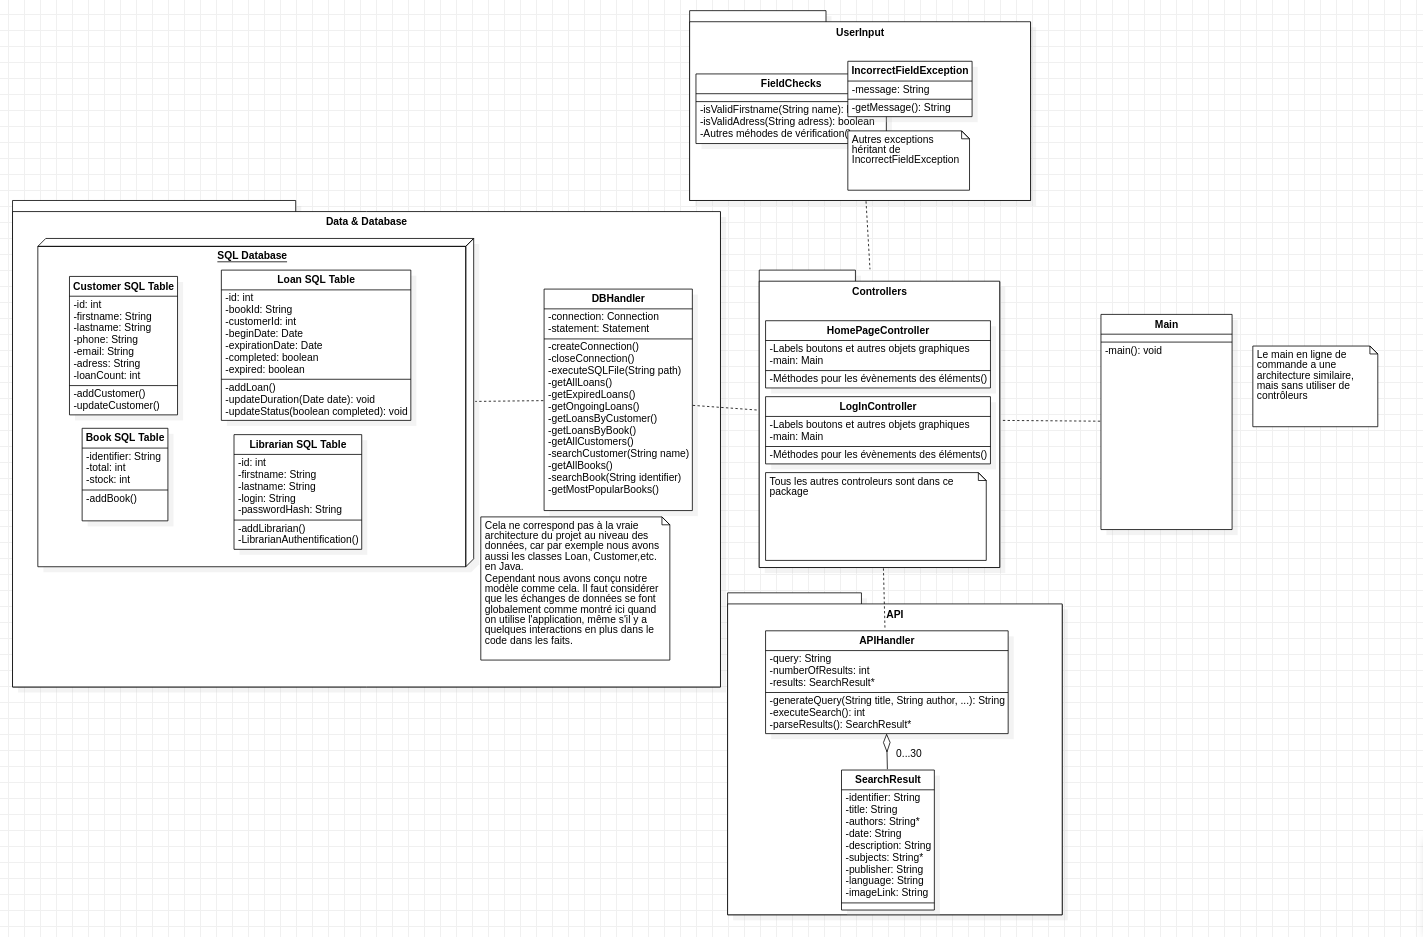 UserInput
FieldChecks
-isValidFirstname(String name):
-isValidAdress(String adress): boolean
-Autres méhodes de vérification(
IncorrectFieldException
-message: String
-getMessage(): String
Autres exceptions
héritant de
IncorrectFieldException
Data & Database
SQL Database
Customer SQL Table
-id: int
-firstname: String
-lastname: String
-phone: String
-email: String
-adress: String
-loanCount: int
-addCustomer()
-updateCustomer()
Loan SQL Table
-id: int
-bookId: String
-customerId: int
-beginDate: Date
-expirationDate: Date
-completed: boolean
-expired: boolean
-addLoan()
-updateDuration(Date date): void
-updateStatus(boolean completed): void
Book SQL Table
-identifier: String
-total: int
-stock: int
-addBook()
Librarian SQL Table
-id: int
-firstname: String
-lastname: String
-login: String
-passwordHash: String
-addLibrarian()
-LibrarianAuthentification()
DBHandler
-connection: Connection
-statement: Statement
-createConnection()
-closeConnection()
-executeSQLFile(String path)
-getAllLoans()
-getExpiredLoans()
-getOngoingLoans()
-getLoansByCustomer()
-getLoansByBook()
-getAllCustomers()
-searchCustomer(String name)
-getAllBooks()
-searchBook(String identifier)
-getMostPopularBooks()
Cela ne correspond pas à la vraie
architecture du projet au niveau des
données, car par exemple nous avons
aussi les classes Loan, Customer,etc.
en Java.
Cependant nous avons conçu notre
modèle comme cela. Il faut considérer
que les échanges de données se font
globalement comme montré ici quand
on utilise l'application, même s'il y a
quelques interactions en plus dans le
code dans les faits.
Controllers
HomePageController
-Labels boutons et autres objets graphiques
-main: Main
-Méthodes pour les évènements des éléments()
LogInController
-Labels boutons et autres objets graphiques
-main: Main
-Méthodes pour les évènements des éléments()
Tous les autres controleurs sont dans ce
package
Main
-main(): void
Le main en ligne de
commande a une
architecture similaire,
mais sans utiliser de
contrôleurs
API
APIHandler
-query: String
-numberOfResults: int
-results: SearchResult*
-generateQuery(String title, String author, ...): String
-executeSearch(): int
-parseResults(): SearchResult*
0...30
SearchResult
-identifier: String
-title: String
-authors: String*
-date: String
-description: String
-subjects: String*
-publisher: String
-language: String
-imageLink: String